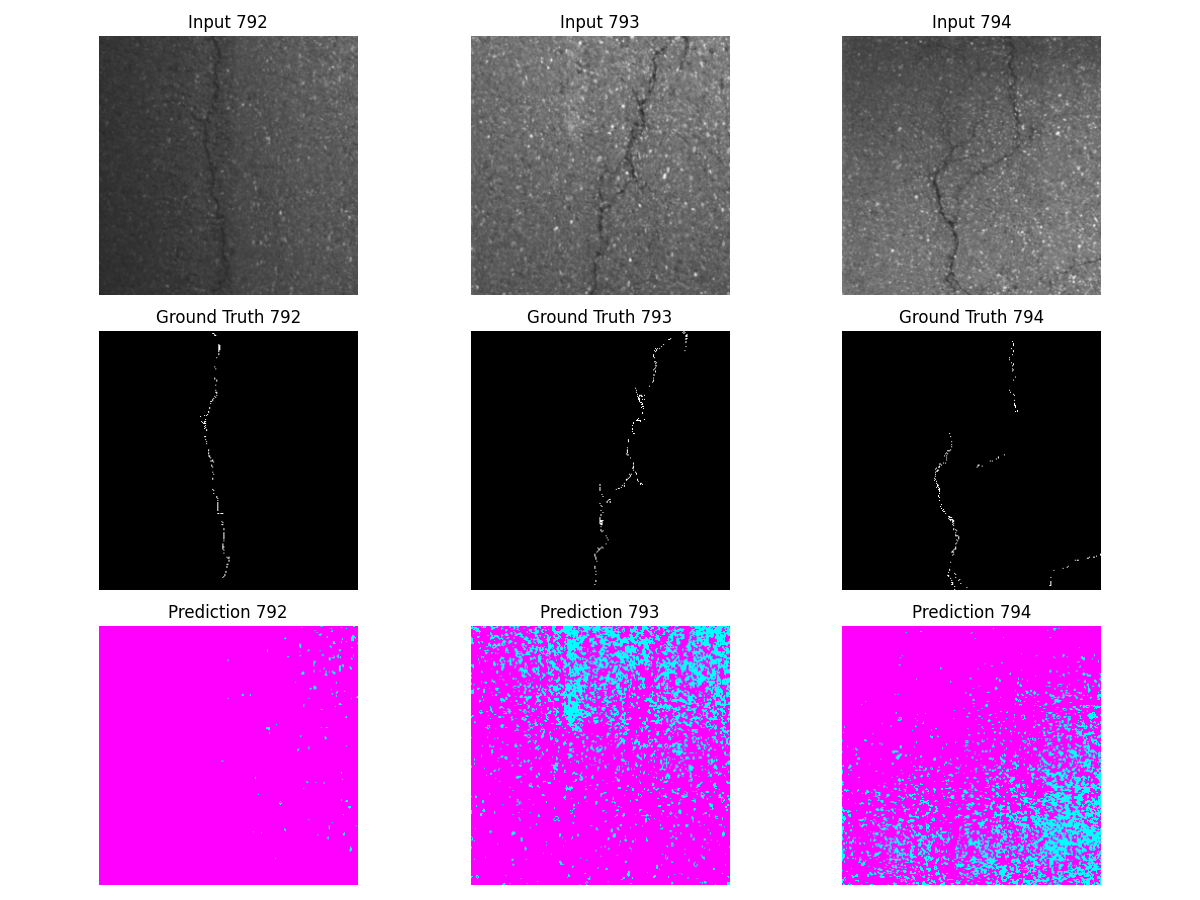 Input 792
Input 793
Input 794
Ground Truth 792
Ground Truth 793
Ground Truth 794
Prediction 792
Prediction 793
Prediction 794